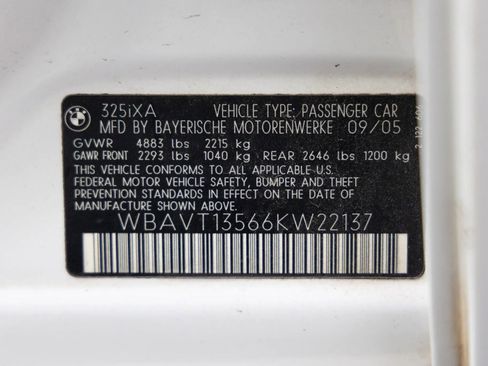 BMW
325iXA VEHICLE TYPE: PASSENGER CAR
MFD BY BAYERISCHE MOTORENWERKE 09/05
GVWR 4883 lbs 2215 kg
GAWR FRONT 2293 lbs 1040 kg REAR 2646 lbs 1200 kg
THIS VEHICLE CONFORMS TO ALL APPLICABLE U.S.
FEDERAL MOTOR VEHICLE SAFETY, BUMPER AND THEFT
PREVENTION STANDARDS IN EFFECT ON THE DATE
OF MANUFACTURE SHOWN ABOVE.
WBAVT13566KW22137